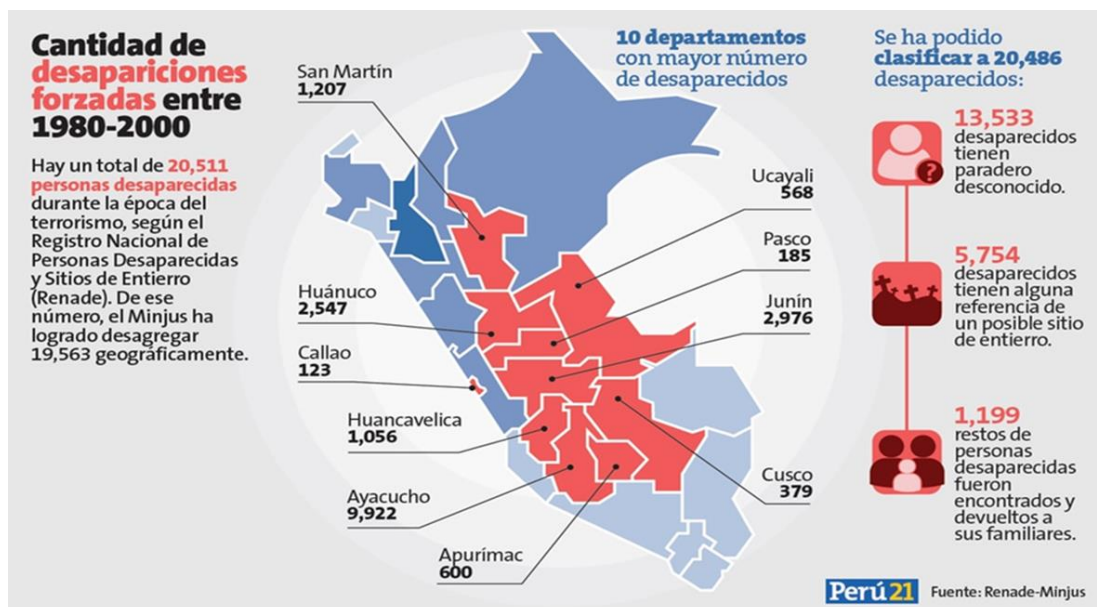 Cantidad de
desapariciones
forzadas entre
1980-2000
Hay un total de 20,511
personas desaparecidas
durante la época del
terrorismo, según el
Registro Nacional de
Personas Desaparecidas
y Sitios de Entierro
(Renade). De ese
número, el Minjus ha
logrado desagregar
19,563 geográficamente.
10 departamentos
con mayor número
de desaparecidos
San Martín
1,207
Huánuco
2,547
Callao
123
Huancavelica
1,056
Ayacucho
9,922
Apurímac
600
Ucayali
568
Pasco
185
Junín
2,976
Cusco
379
Se ha podido
clasificar a 20,486
desaparecidos:
?
13,533
desaparecidos
tienen
paradero
desconocido.
5,754
desaparecidos
tienen alguna
referencia de
un posible sitio
de entierro.
1,199
restos de
personas
desaparecidas
fueron
encontrados y
devueltos a
sus familiares.
Perú21
Fuente: Renade-Minjus